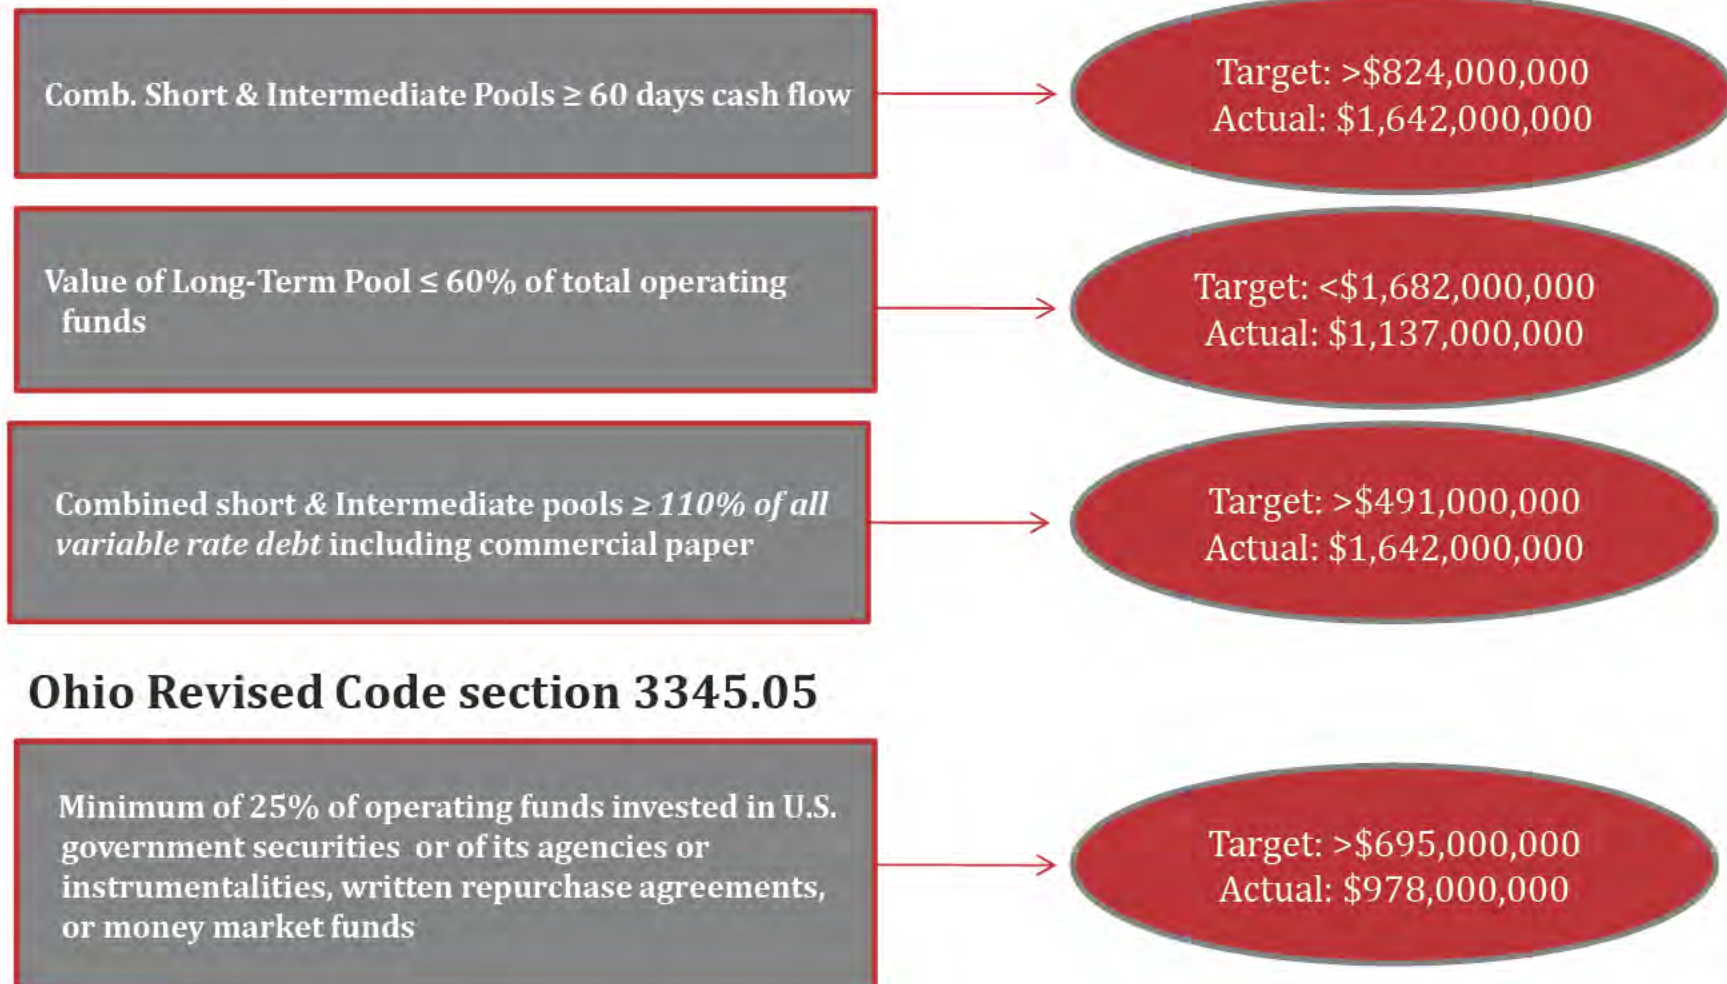 Comb. Short & Intermediate Pools ≥ 60 days cash flow
Target: >$824,000,000
Actual: $1,642,000,000
Value of Long-Term Pool ≤ 60% of total operating
funds
Target: <$1,682,000,000
Actual: $1,137,000,000
Combined short & Intermediate pools ≥ 110% of all
variable rate debt including commercial paper
Target: >$491,000,000
Actual: $1,642,000,000
Ohio Revised Code section 3345.05
Minimum of 25% of operating funds invested in U.S.
government securities or of its agencies or
instrumentalities, written repurchase agreements,
or money market funds
Target: >$695,000,000
Actual: $978,000,000